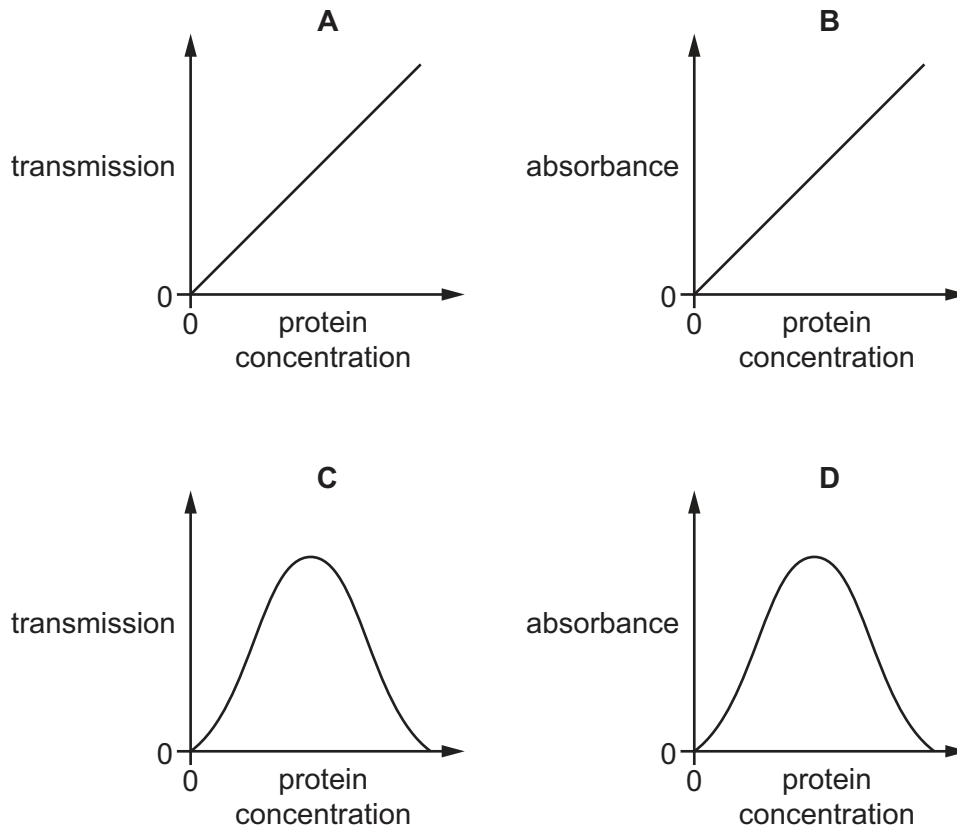 A
transmission
0
0
protein
concentration
B
absorbance
0
0
protein
concentration
C
transmission
0
0
protein
concentration
D
absorbance
0
0
protein
concentration